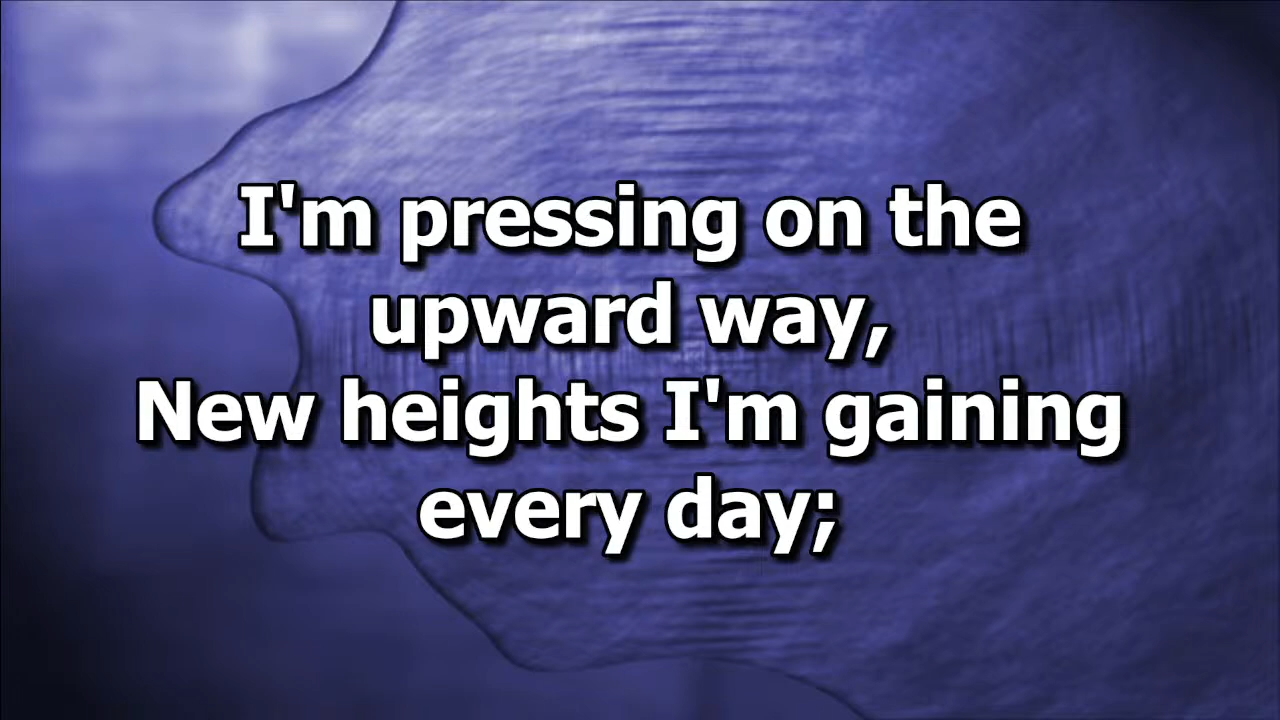 I'm pressing on the
upward way,
New heights I'm gaining
every day;